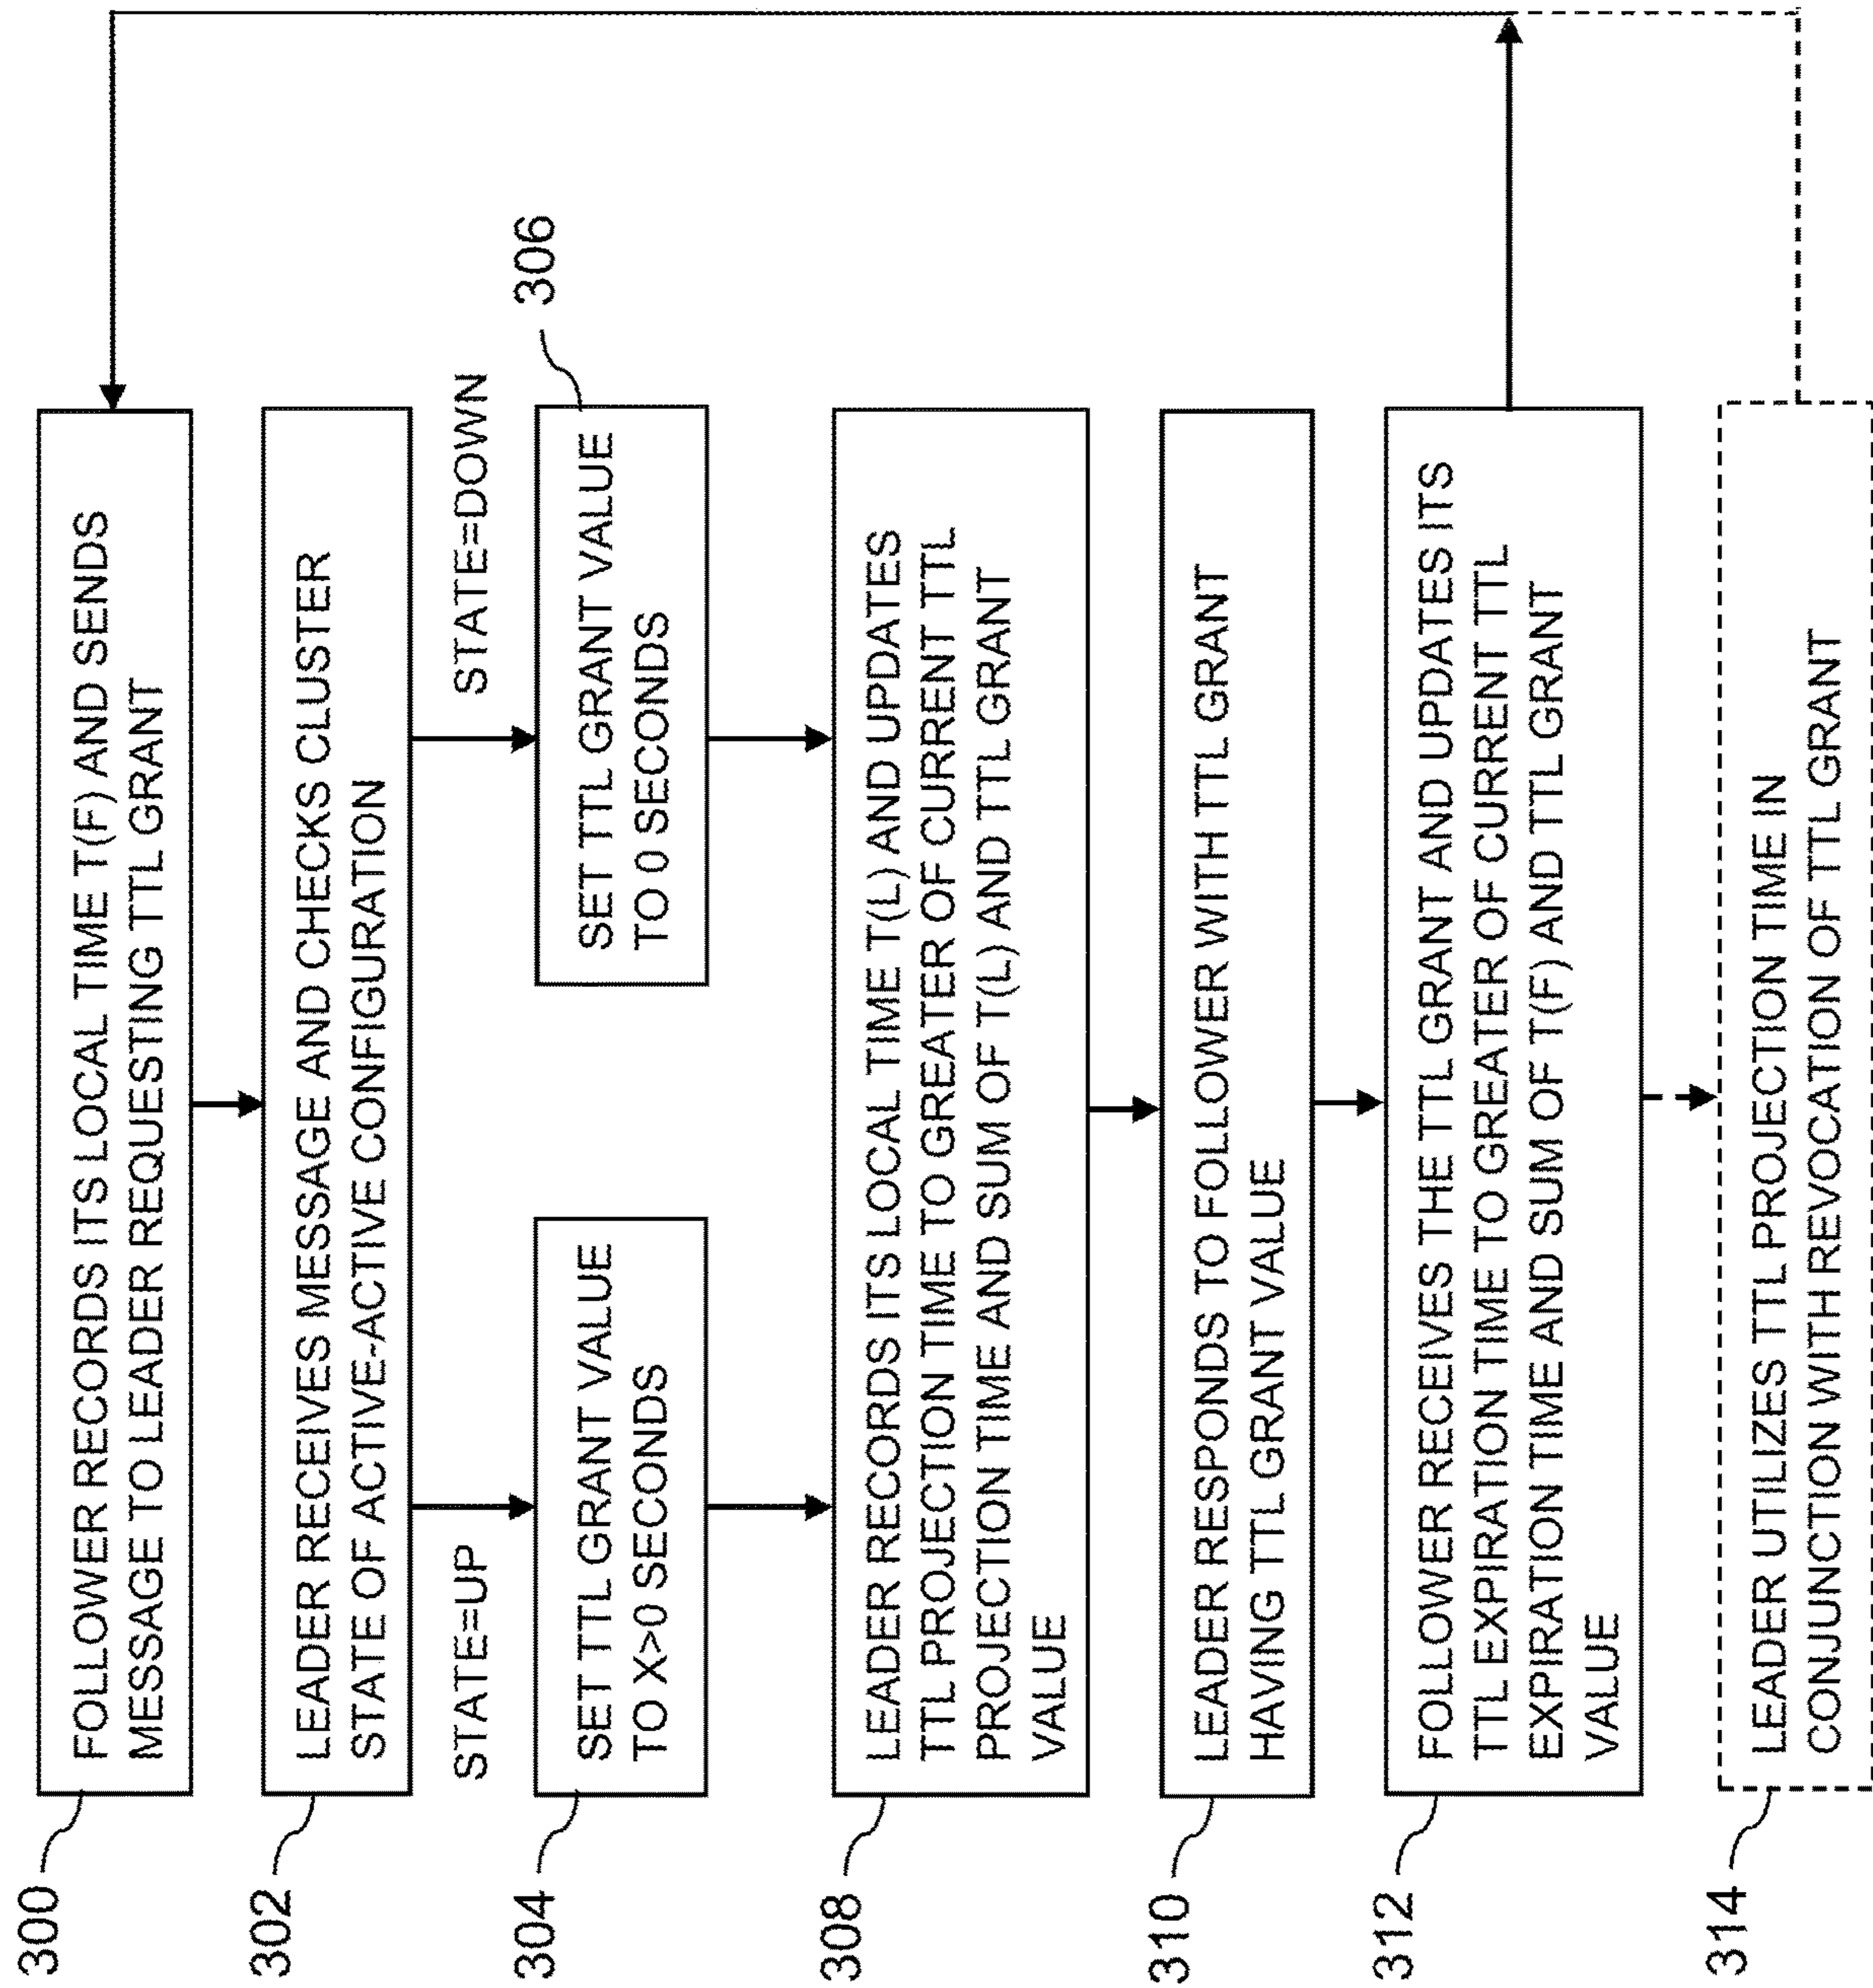 300
FOLLOWER RECORDS ITS LOCAL TIME T(F) AND SENDS
MESSAGE TO LEADER REQUESTING TTL GRANT
302
LEADER RECEIVES MESSAGE AND CHECKS CLUSTER
STATE OF ACTIVE-ACTIVE CONFIGURATION
STATE=UP
STATE=DOWN
304
SET TTL GRANT VALUE
TO X>0 SECONDS
306
SET TTL GRANT VALUE
TO 0 SECONDS
308
LEADER RECORDS ITS LOCAL TIME T(L) AND UPDATES
TTL PROJECTION TIME TO GREATER OF CURRENT TTL
PROJECTION TIME AND SUM OF T(L) AND TTL GRANT
VALUE
310
LEADER RESPONDS TO FOLLOWER WITH TTL GRANT
HAVING TTL GRANT VALUE
312
FOLLOWER RECEIVES THE TTL GRANT AND UPDATES ITS
TTL EXPIRATION TIME TO GREATER OF CURRENT TTL
EXPIRATION TIME AND SUM OF T(F) AND TTL GRANT
VALUE
314
LEADER UTILIZES TTL PROJECTION TIME IN
CONJUNCTION WITH REVOCATION OF TTL GRANT